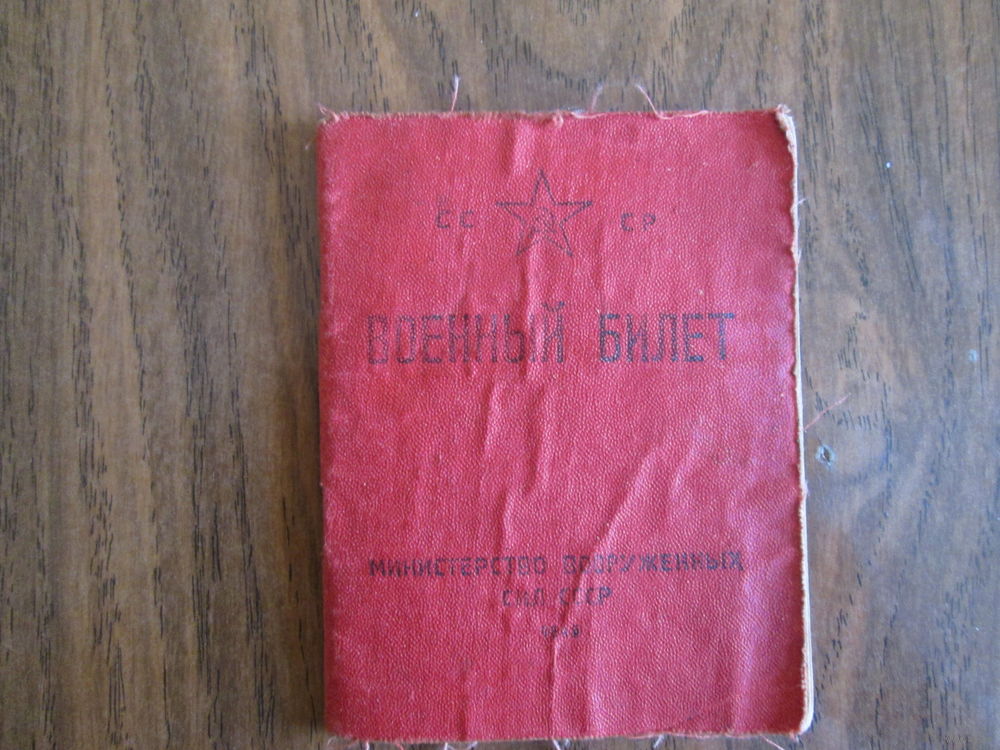 СС СР
ВОЕННЫЙ БИЛЕТ
МИНИСТЕРСТВО ВООРУЖЕННЫХ
СИЛ СССР